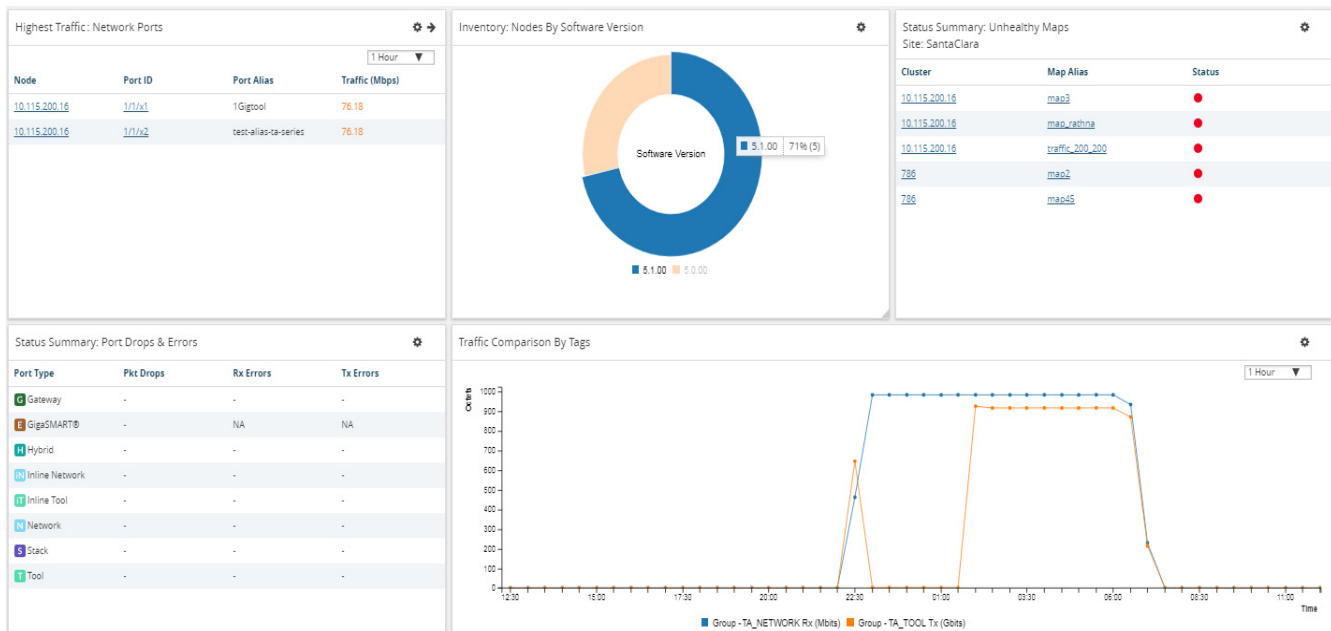 Highest Traffic : Network Ports
1 Hour
Node Port ID Port Alias Traffic (Mbps)
10.115.200.16 1/1/x1 1Gigtool 76.18
10.115.200.16 1/1/x2 test-alias-ta-series 76.18
Inventory: Nodes By Software Version
Software Version
5.1.00 71% (5)
5.1.00 5.0.00
Status Summary: Unhealthy Maps
Site: SantaClara
Cluster Map Alias Status
10.115.200.16 map3
10.115.200.16 map_rathna
10.115.200.16 traffic_200_200
786 map2
786 map45
Status Summary: Port Drops & Errors
Port Type Pkt Drops Rx Errors Tx Errors
G Gateway - - -
E GigaSMART® - NA NA
H Hybrid - - -
iN Inline Network - - -
iT Inline Tool - - -
N Network - - -
S Stack - - -
T Tool - - -
Traffic Comparison By Tags
1 Hour
Octets
1000
900
800
700
600
500
400
300
200
100
0
12:30 15:00 17:30 20:00 22:30 01:00 03:30 06:00 08:30 11:00
Time
Group - TA_NETWORK Rx (Mbits) Group - TA_TOOL Tx (Gbits)